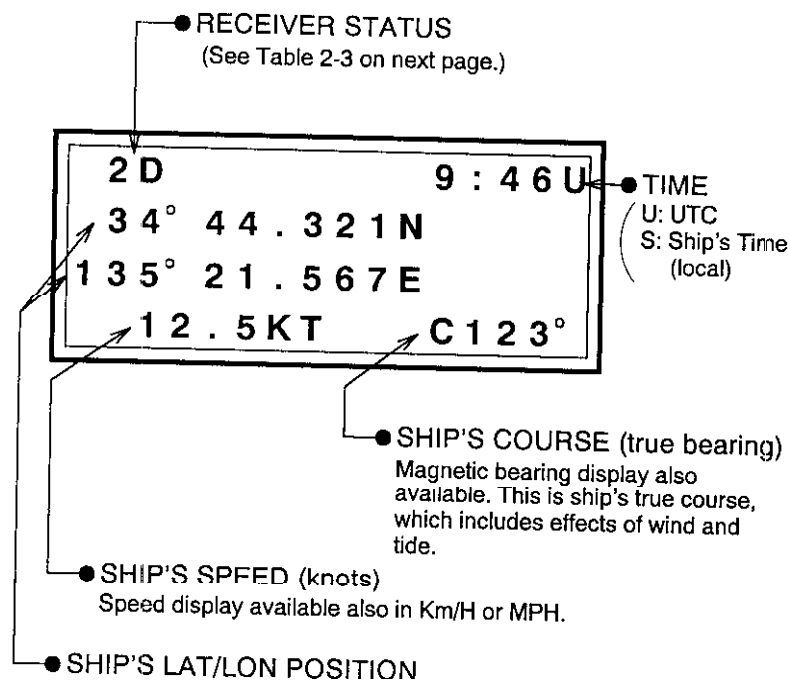 RECEIVER STATUS
(See Table 2-3 on next page.)
2D 9:46U
34° 44.321N
135° 21.567E
12.5KT C123°
TIME
U: UTC
S: Ship's Time
(local)
SHIP'S COURSE (true bearing)
Magnetic bearing display also
available. This is ship's true course,
which includes effects of wind and
tide.
SHIP'S SPEED (knots)
Speed display available also in Km/H or MPH.
SHIP'S LAT/LON POSITION